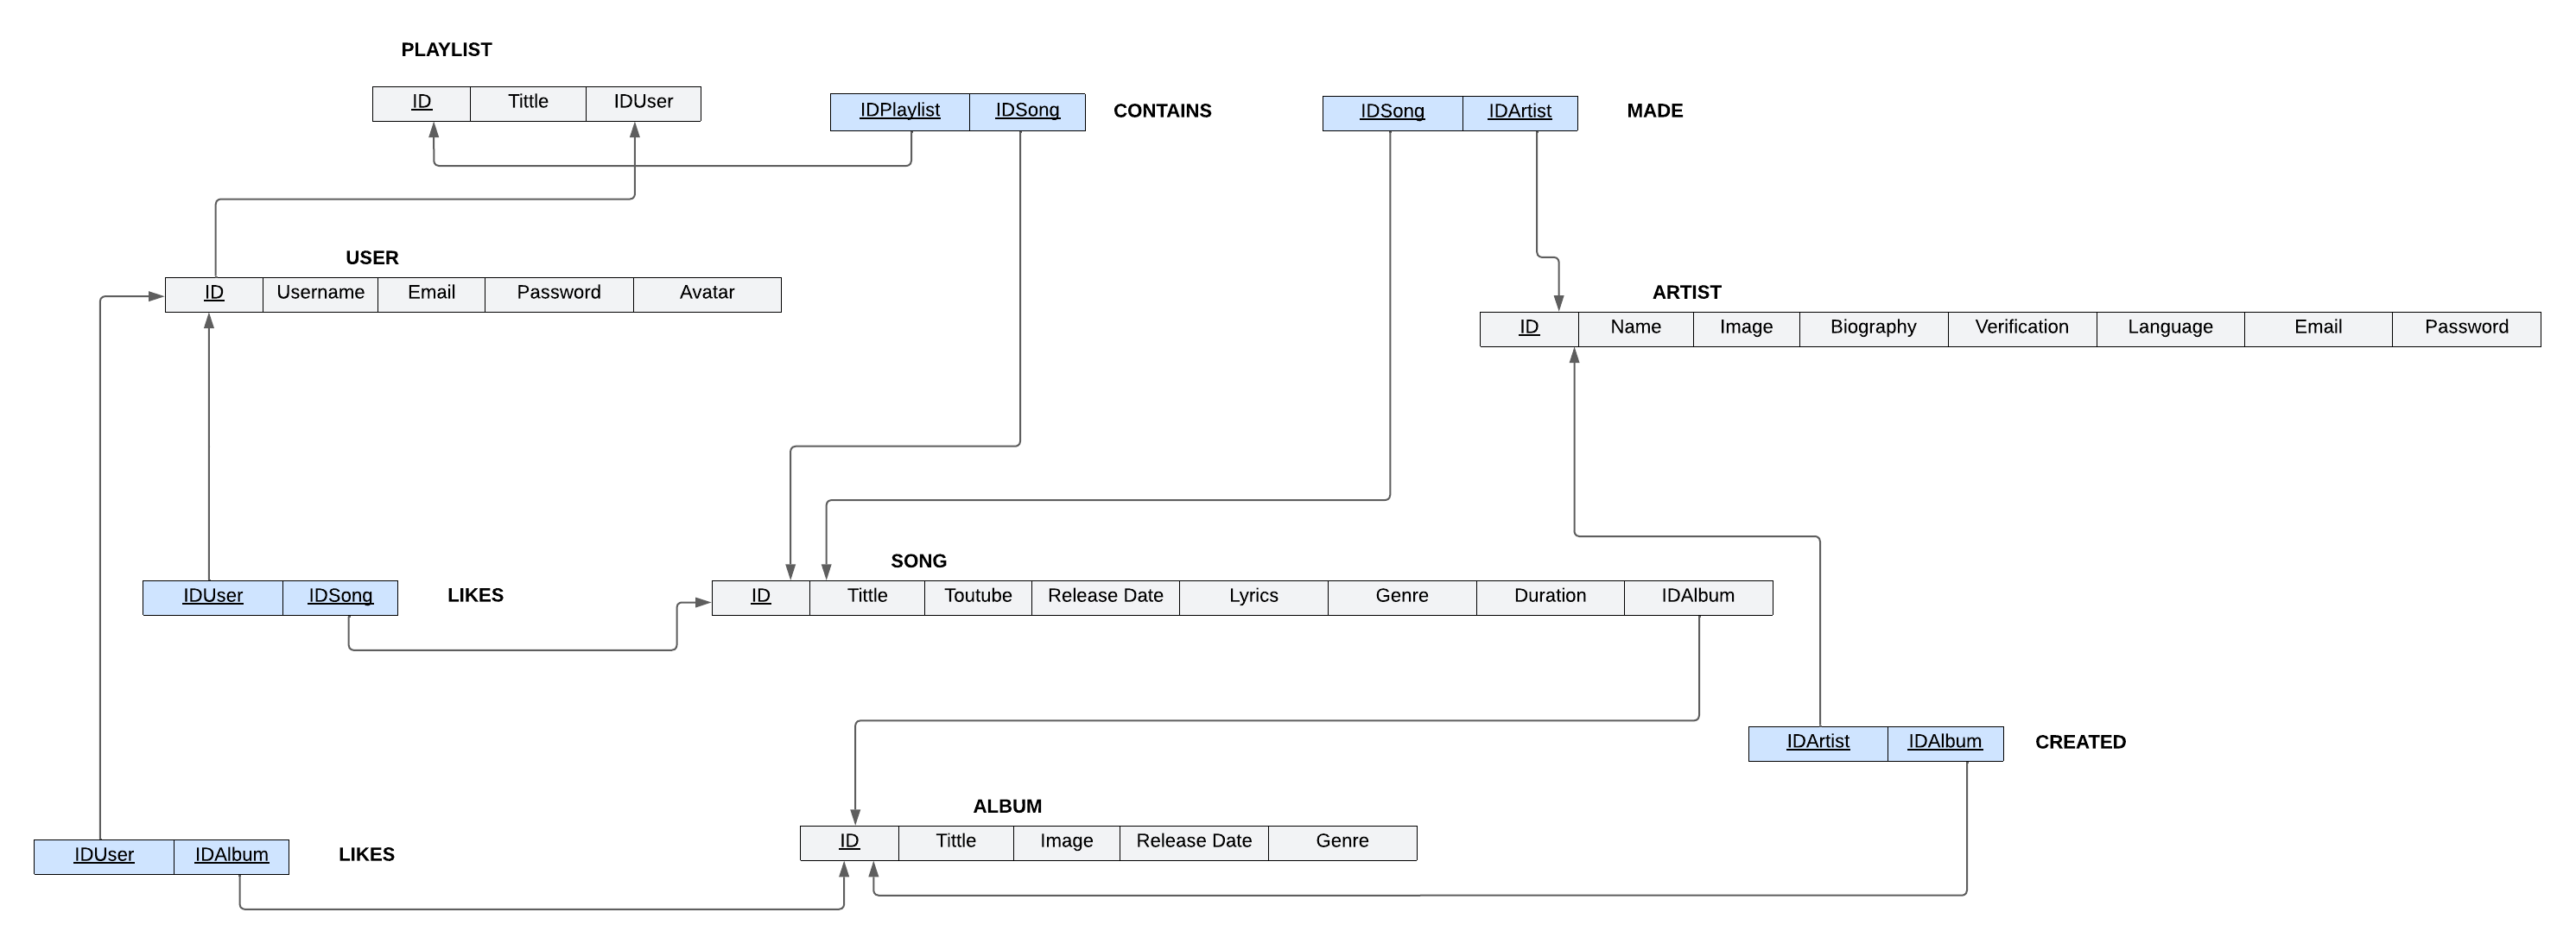 PLAYLIST
ID Tittle IDUser
IDPlaylist IDSong CONTAINS
IDSong IDArtist MADE
USER
ID Username Email Password Avatar
ARTIST
ID Name Image Biography Verification Language Email Password
SONG
IDUser IDSong LIKES
ID Tittle Toutube Release Date Lyrics Genre Duration IDAlbum
IDArtist IDAlbum CREATED
ALBUM
ID Tittle Image Release Date Genre
IDUser IDAlbum LIKES